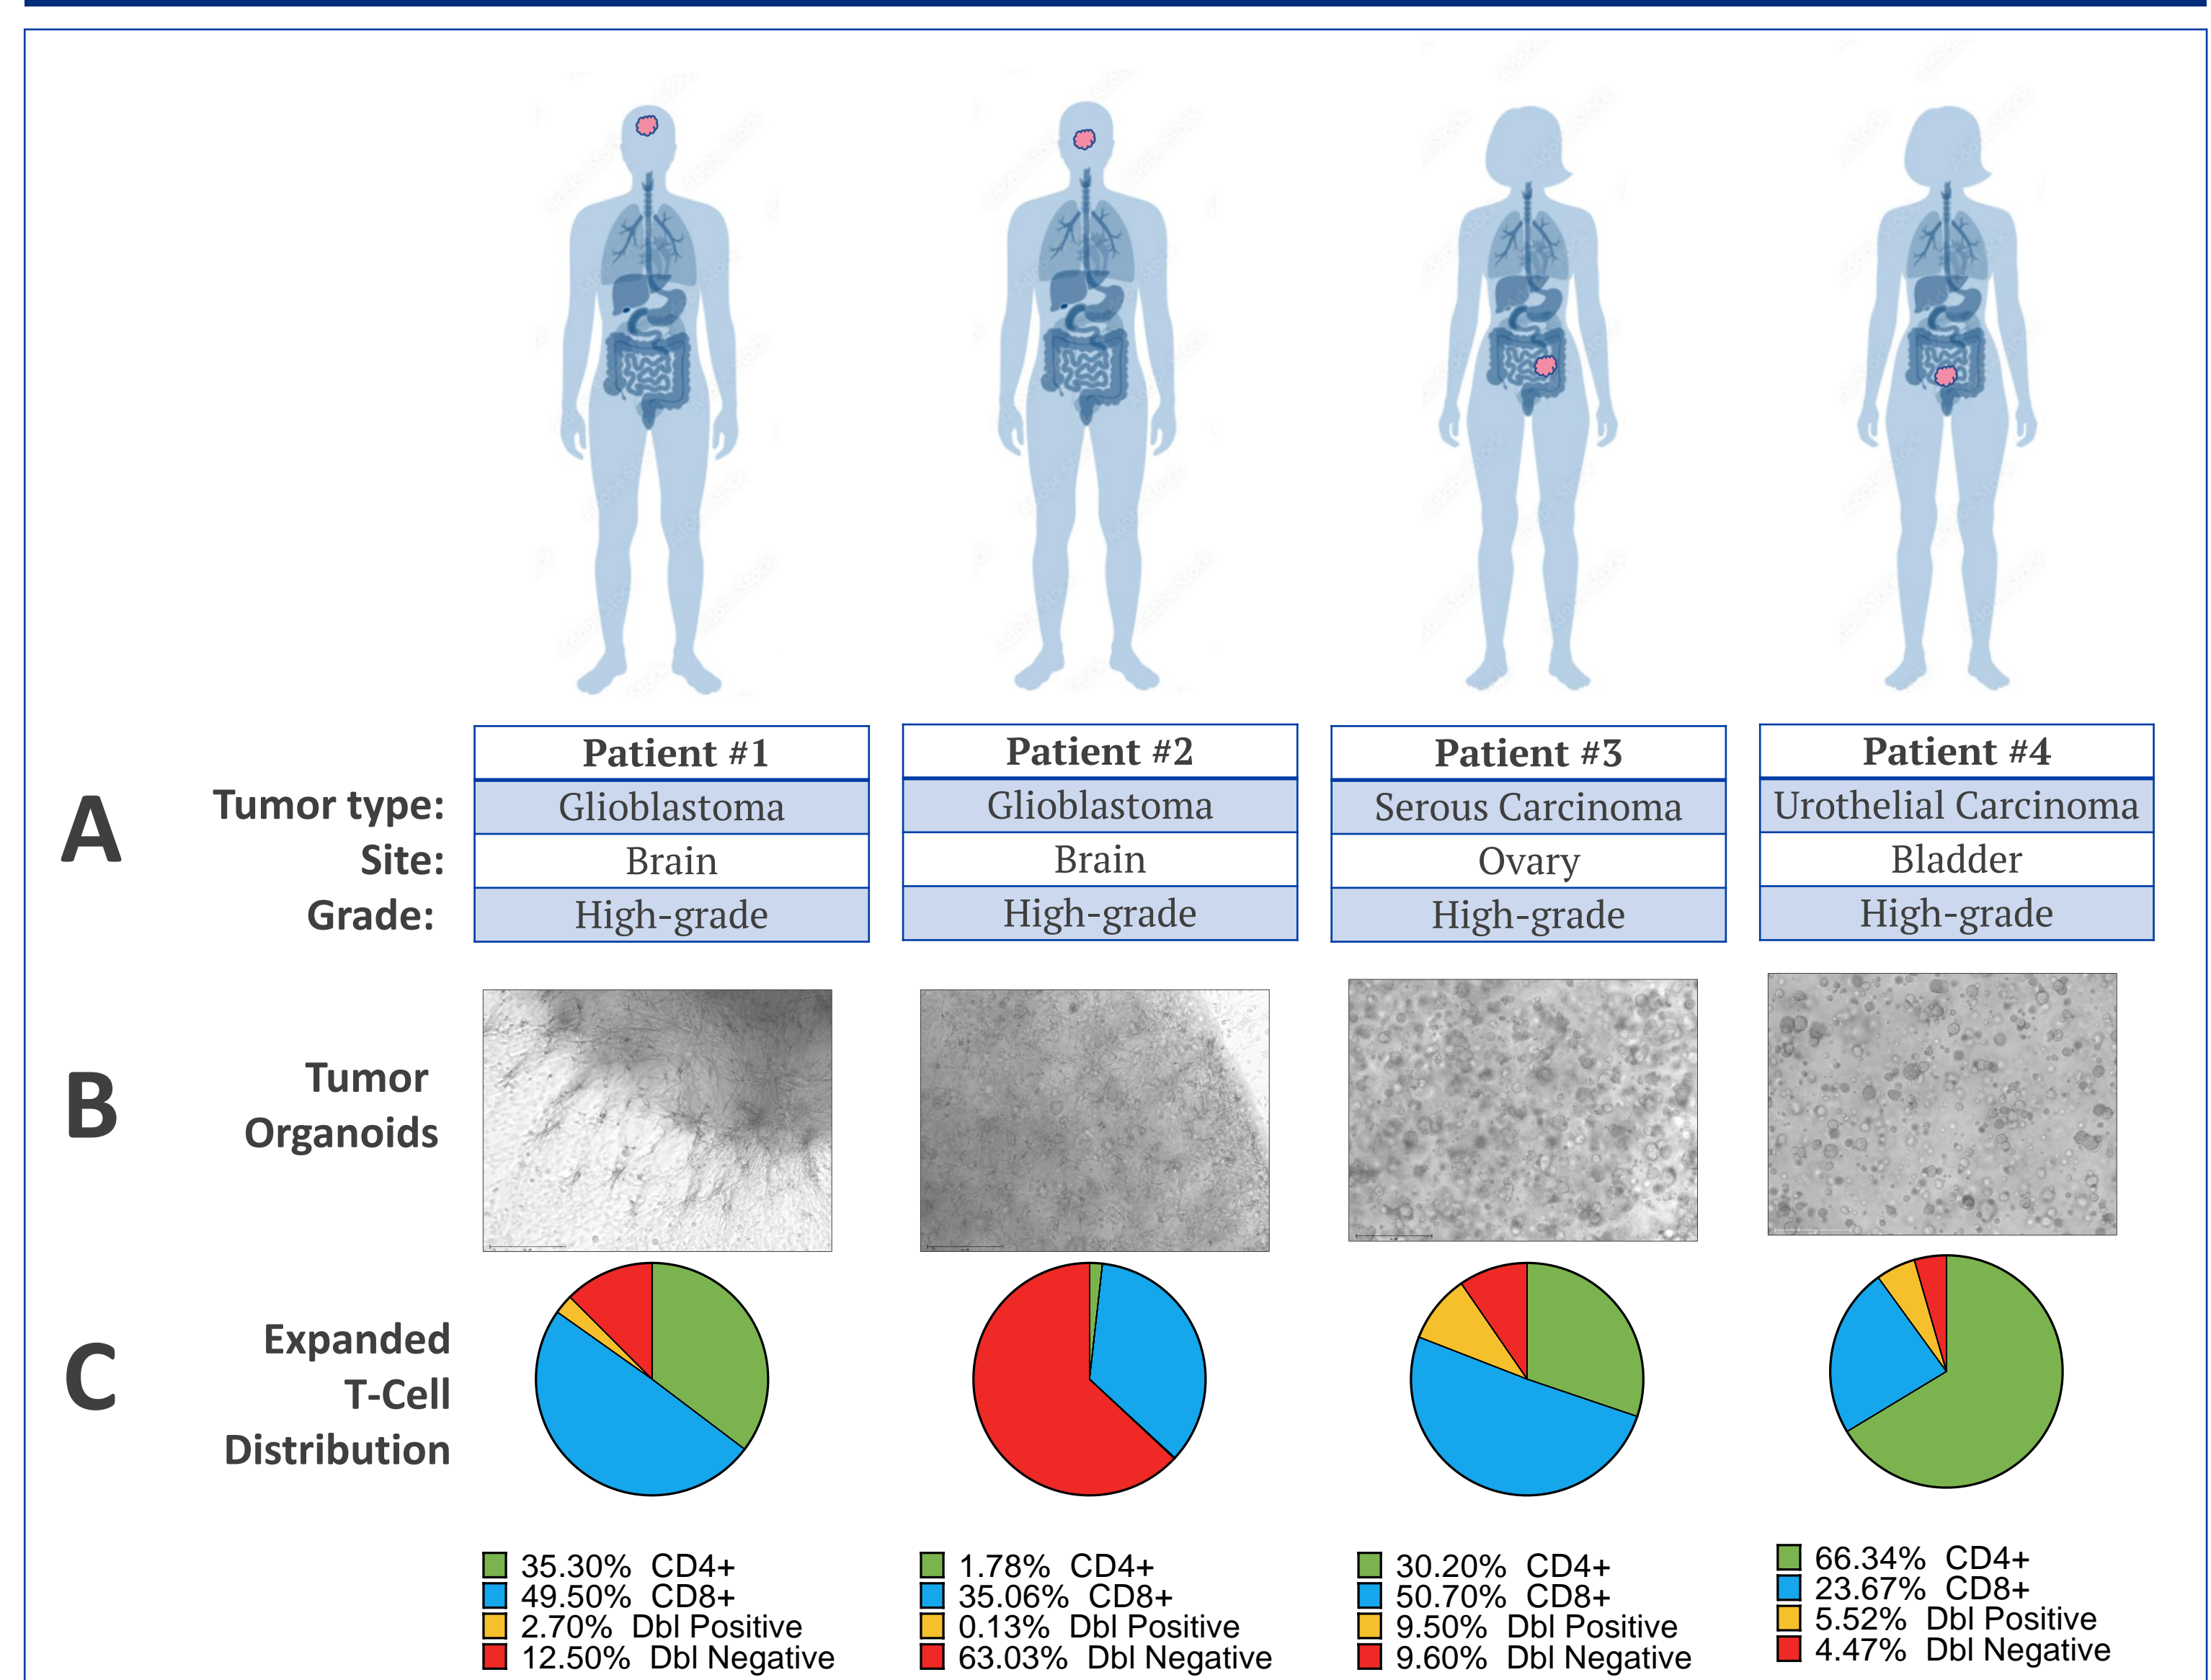 Patient #1
Patient #2
Patient #3
Patient #4
A
Tumor type:
Glioblastoma
Glioblastoma
Serous Carcinoma
Urothelial Carcinoma
Site:
Brain
Brain
Ovary
Bladder
Grade:
High-grade
High-grade
High-grade
High-grade
B
Tumor
Organoids
C
Expanded
T-Cell
Distribution
35.30% CD4+
49.50% CD8+
2.70% Dbl Positive
12.50% Dbl Negative
1.78% CD4+
35.06% CD8+
0.13% Dbl Positive
63.03% Dbl Negative
30.20% CD4+
50.70% CD8+
9.50% Dbl Positive
9.60% Dbl Negative
66.34% CD4+
23.67% CD8+
5.52% Dbl Positive
4.47% Dbl Negative